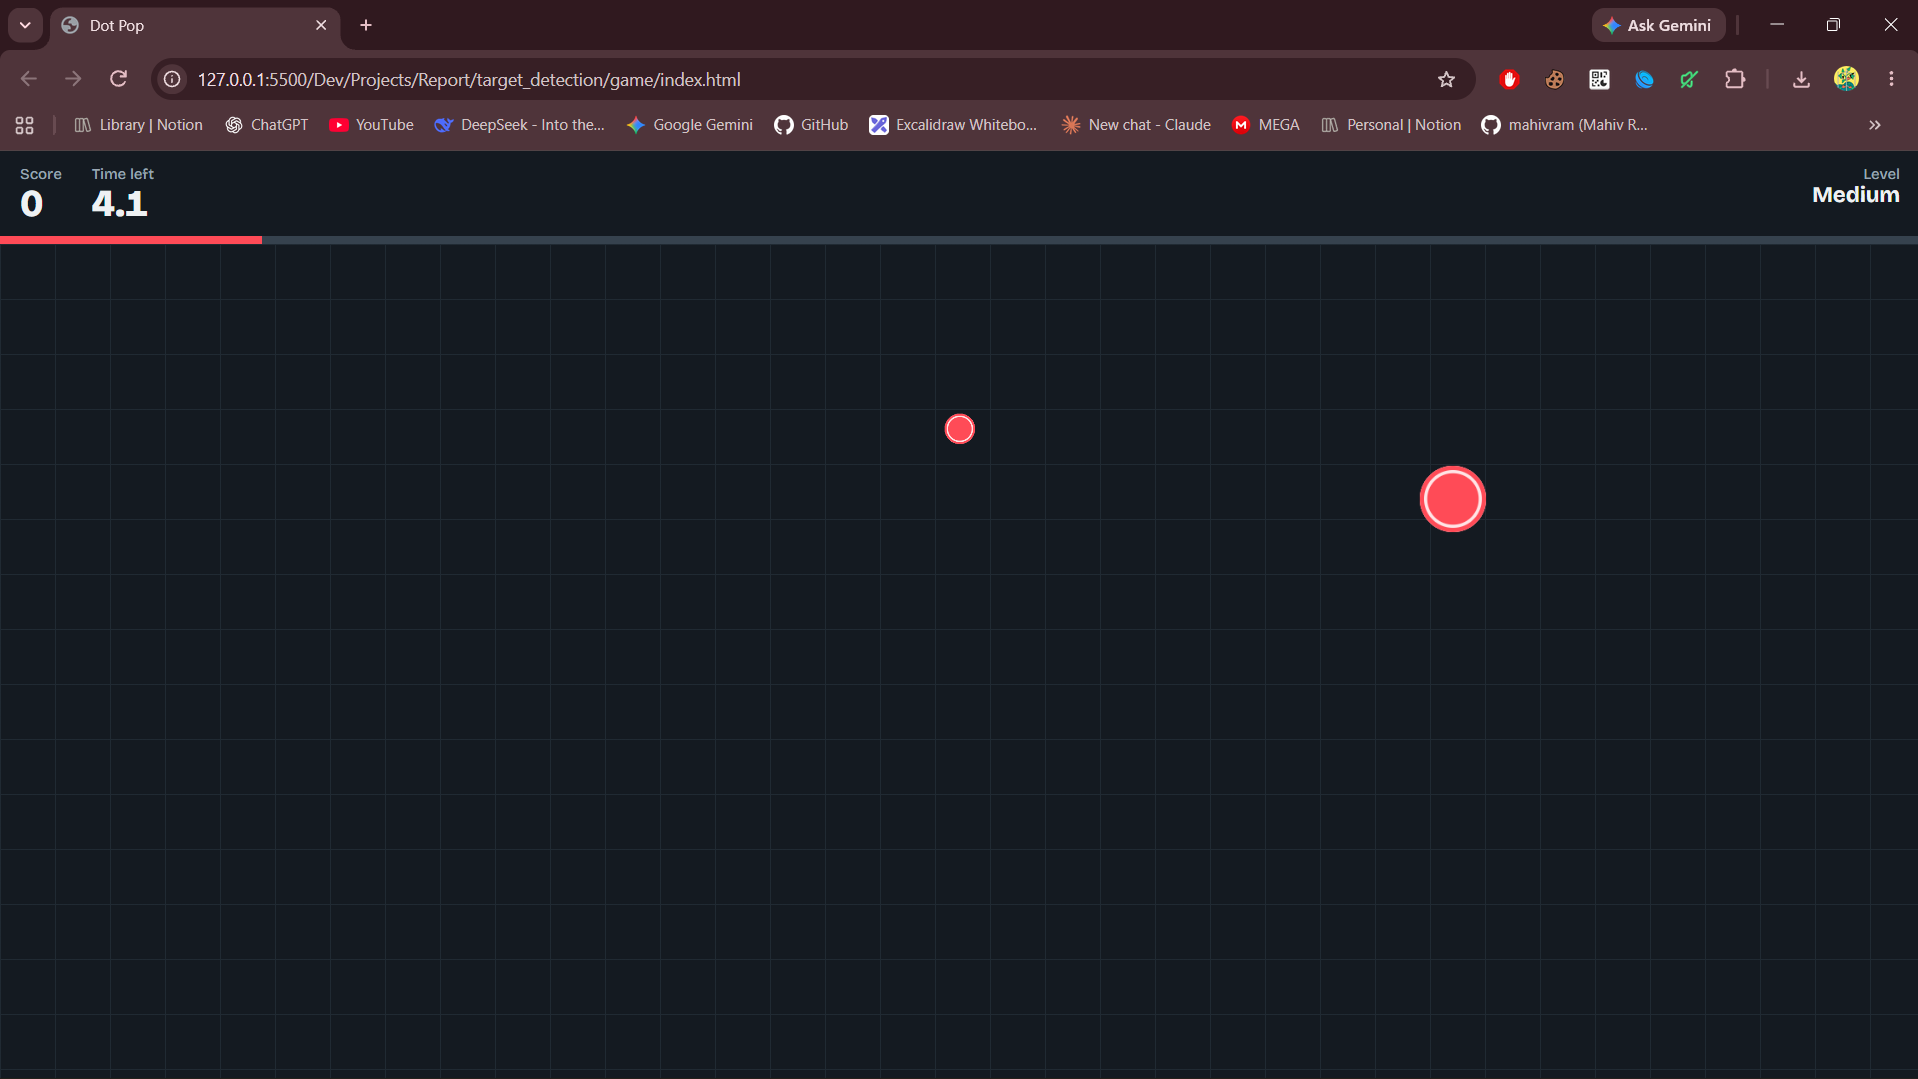 Dot Pop
Ask Gemini
127.0.0.1:5500/Dev/Projects/Report/target_detection/game/index.html
Library | Notion
ChatGPT
YouTube
DeepSeek - Into the...
Google Gemini
GitHub
Excalidraw Whitebo...
New chat - Claude
MEGA
Personal | Notion
mahivram (Mahiv R...
Score
0
Time left
4.1
Level
Medium